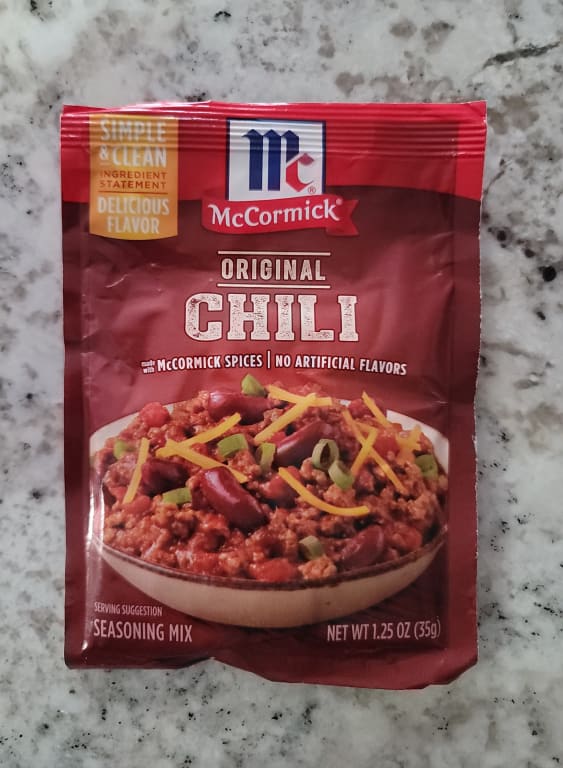 SIMPLE
& CLEAN
INGREDIENT
STATEMENT
DELICIOUS
FLAVOR
Mc®
McCormick®
ORIGINAL
CHILI
made with McCORMICK SPICES | NO ARTIFICIAL FLAVORS
SERVING SUGGESTION
SEASONING MIX
NET WT 1.25 OZ (35g)